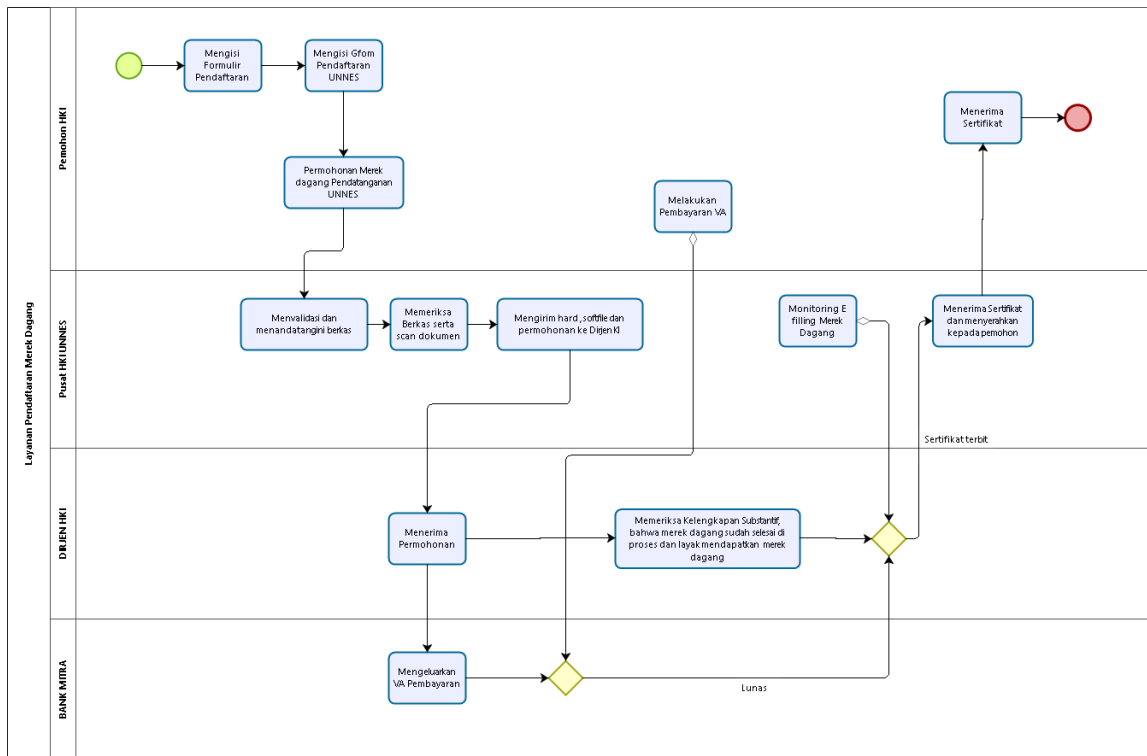 Layanan Pendaftaran Merek Dagang
Pemohon HKI
Mengisi
Formulir
Pendaftaran
Mengisi Gfom
Pendaftaran
UNNES
Permohonan Merek
dagang Pendatanganan
UNNES
Melakukan
Pembayaran VA
Menerima
Sertifikat
Pusat HKI UNNES
Menvalidasi dan
menandatangini berkas
Memeriksa
Berkas serta
scan dokumen
Mengirim hard ,softfile dan
permohonan ke Dirjen KI
Monitoring E
filling Merek
Dagang
Menerima Sertifikat
dan menyerahkan
kepada pemohon
Sertifikat terbit
DIRJEN HKI
Menerima
Permohonan
Memeriksa Kelengkapan Substantif,
bahwa merek dagang sudah selesai di
proses dan layak mendapatkan merek
dagang
BANK MITRA
Mengeluarkan
VA Pembayaran
Lunas